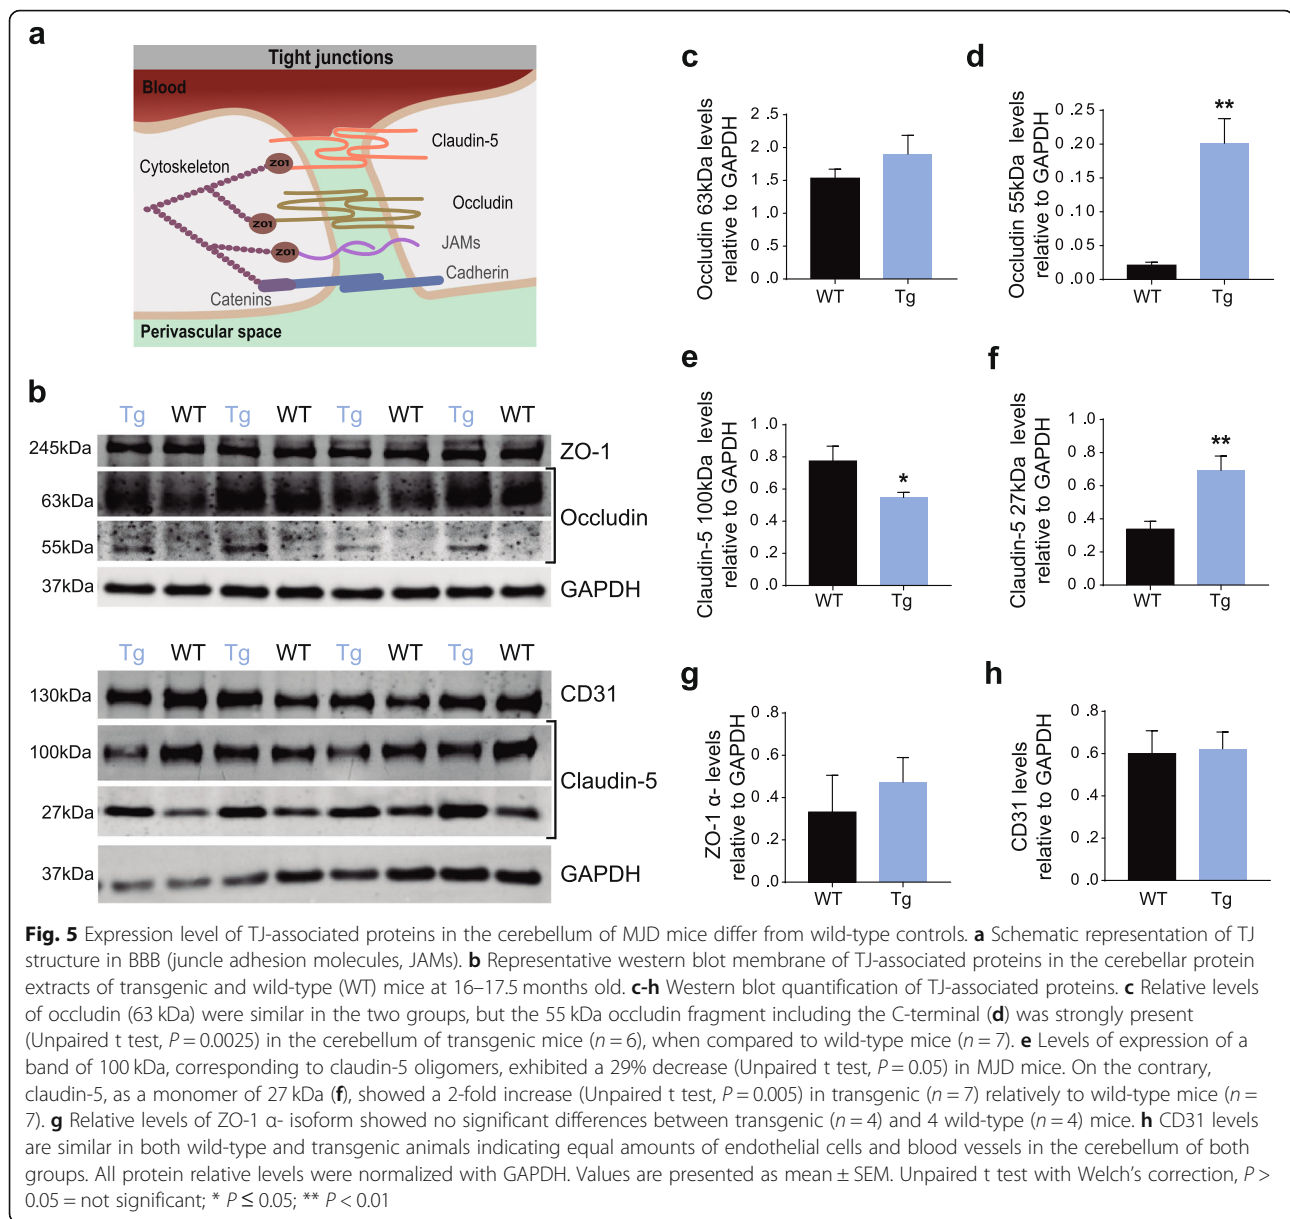 a
Tight junctions
Blood
Claudin-5
Cytoskeleton
ZO1
Occludin
ZO1
ZO1
JAMs
Cadherin
Catenins
Perivascular space
b
Tg WT Tg WT Tg WT Tg WT
245kDa
ZO-1
63kDa
Occludin
55kDa
37kDa
GAPDH
Tg WT Tg WT Tg WT Tg WT
130kDa
CD31
100kDa
Claudin-5
27kDa
37kDa
GAPDH
c
Occludin 63kDa levels
relative to GAPDH
2.5
2.0
1.5
1.0
0.5
0.0
WT Tg
d
Occludin 55kDa levels
relative to GAPDH
0.25
0.20
0.15
0.10
0.05
0.00
**
WT Tg
e
Claudin-5 100kDa levels
relative to GAPDH
1.0
0.8
0.6
0.4
0.2
0.0
*
WT Tg
f
Claudin-5 27kDa levels
relative to GAPDH
1.0
0.8
0.6
0.4
0.2
0.0
**
WT Tg
g
ZO-1 α- levels
relative to GAPDH
0.8
0.6
0.4
0.2
0.0
WT Tg
h
CD31 levels
relative to GAPDH
0.8
0.6
0.4
0.2
0.0
WT Tg
Fig. 5 Expression level of TJ-associated proteins in the cerebellum of MJD mice differ from wild-type controls. a Schematic representation of TJ
structure in BBB (juncle adhesion molecules, JAMs). b Representative western blot membrane of TJ-associated proteins in the cerebellar protein
extracts of transgenic and wild-type (WT) mice at 16–17.5 months old. c-h Western blot quantification of TJ-associated proteins. c Relative levels
of occludin (63 kDa) were similar in the two groups, but the 55 kDa occludin fragment including the C-terminal (d) was strongly present
(Unpaired t test, P = 0.0025) in the cerebellum of transgenic mice (n = 6), when compared to wild-type mice (n = 7). e Levels of expression of a
band of 100 kDa, corresponding to claudin-5 oligomers, exhibited a 29% decrease (Unpaired t test, P = 0.05) in MJD mice. On the contrary,
claudin-5, as a monomer of 27 kDa (f), showed a 2-fold increase (Unpaired t test, P = 0.005) in transgenic (n = 7) relatively to wild-type mice (n =
7). g Relative levels of ZO-1 α- isoform showed no significant differences between transgenic (n = 4) and 4 wild-type (n = 4) mice. h CD31 levels
are similar in both wild-type and transgenic animals indicating equal amounts of endothelial cells and blood vessels in the cerebellum of both
groups. All protein relative levels were normalized with GAPDH. Values are presented as mean ± SEM. Unpaired t test with Welch's correction, P >
0.05 = not significant; * P ≤ 0.05; ** P < 0.01